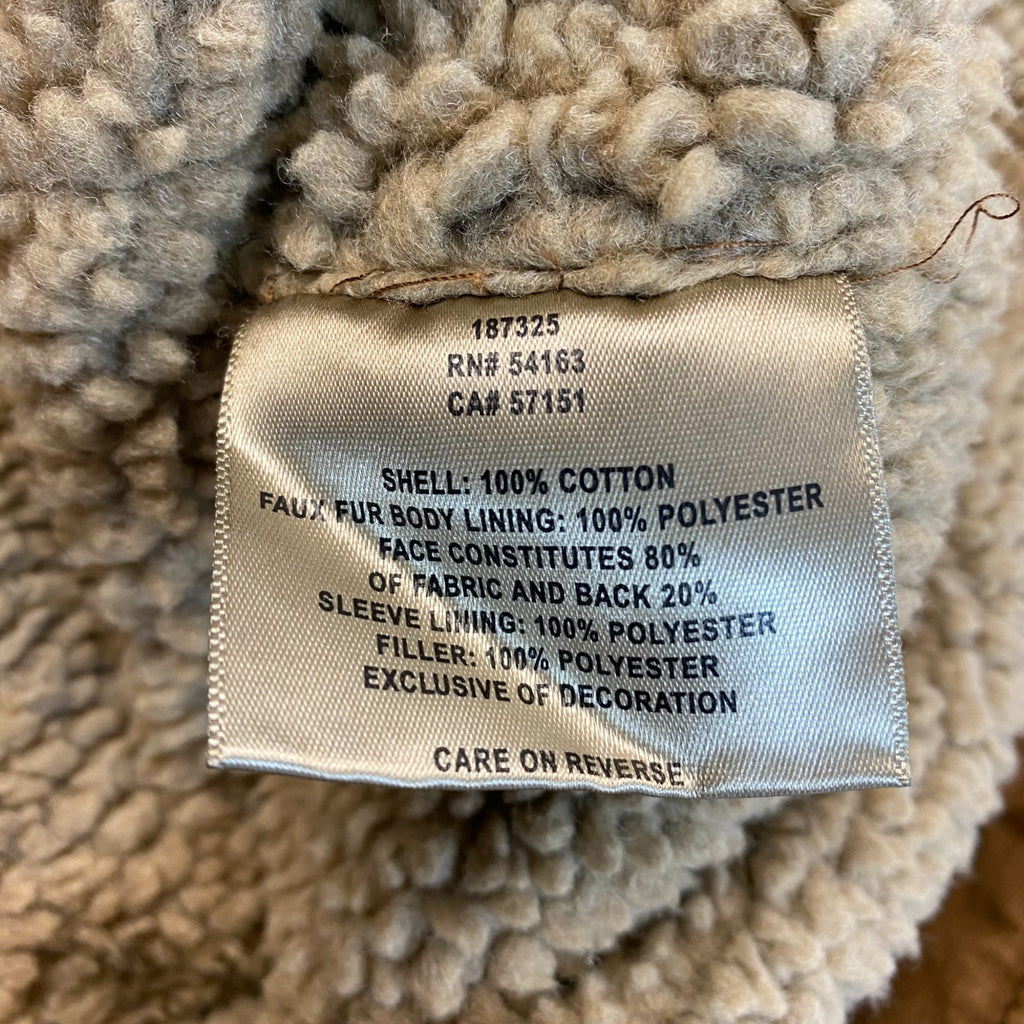 187325
RN# 54163
CA# 57151
SHELL: 100% COTTON
FAUX FUR BODY LINING: 100% POLYESTER
FACE CONSTITUTES 80%
OF FABRIC AND BACK 20%
SLEEVE LINING: 100% POLYESTER
FILLER: 100% POLYESTER
EXCLUSIVE OF DECORATION
CARE ON REVERSE